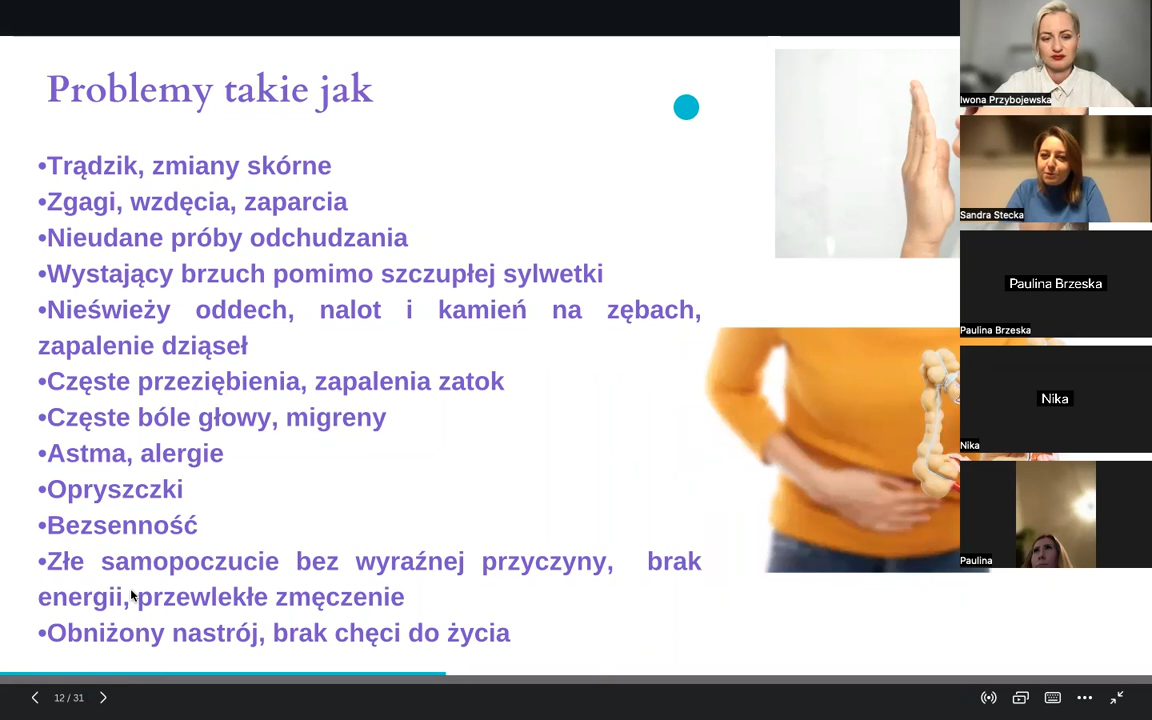 Problemy takie jak
•Trądzik, zmiany skórne
•Zgagi, wzdęcia, zaparcia
•Nieudane próby odchudzania
•Wystający brzuch pomimo szczupłej sylwetki
•Nieświeży oddech, nalot i kamień na zębach,
zapalenie dziąseł
•Częste przeziębienia, zapalenia zatok
•Częste bóle głowy, migreny
•Astma, alergie
•Opryszczki
•Bezsenność
•Złe samopoczucie bez wyraźnej przyczyny, brak
energii, przewlekłe zmęczenie
•Obniżony nastrój, brak chęci do życia
12 / 31
Iwona Przybojewska
Sandra Stecka
Paulina Brzeska
Paulina Brzeska
Nika
Nika
Paulina